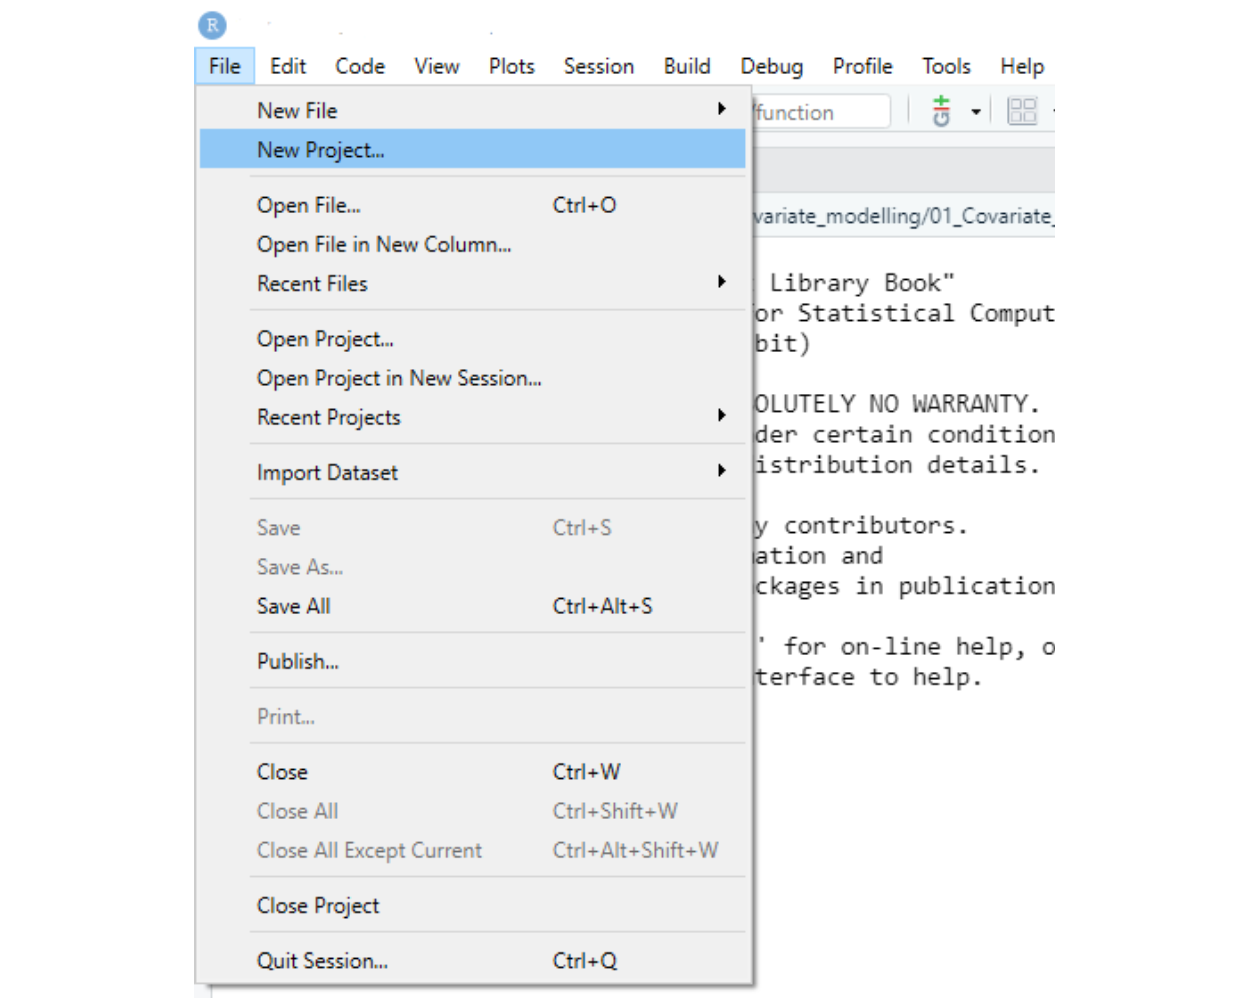 R
File Edit Code View Plots Session Build Debug Profile Tools Help
New File
function
New Project...
Open File... Ctrl+O
variate_modelling/01_Covariate_
Open File in New Column...
Recent Files
Library Book"
or Statistical Comput
Open Project...
bit)
Open Project in New Session...
Recent Projects
OLUTELY NO WARRANTY.
der certain condition
Import Dataset
istribution details.
Save Ctrl+S
y contributors.
Save As...
ation and
Save All Ctrl+Alt+S
ckages in publication
Publish...
' for on-line help, o
terface to help.
Print...
Close Ctrl+W
Close All Ctrl+Shift+W
Close All Except Current Ctrl+Alt+Shift+W
Close Project
Quit Session... Ctrl+Q